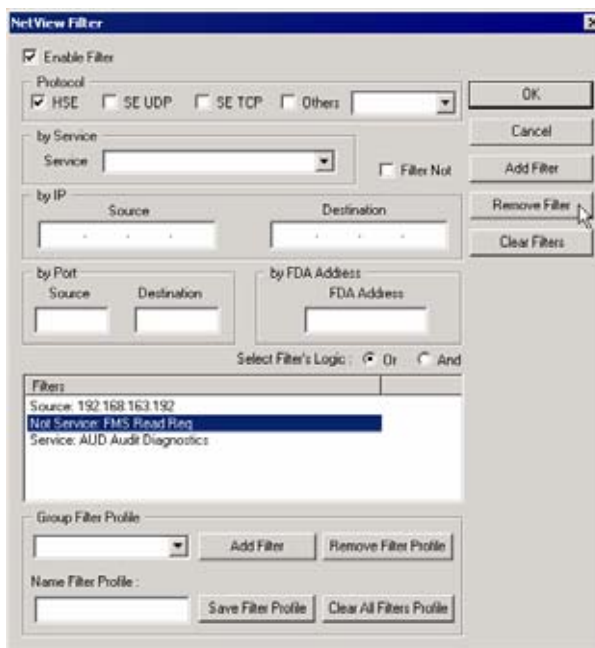 NetView Filter
Enable Filter
Protocol
HSE SE UDP SE TCP Others
OK
by Service
Service
Filter Not
Cancel
Add Filter
by IP
Source Destination
Remove Filter
Clear Filters
by Port
Source Destination
by FDA Address
FDA Address
Select Filter's Logic : Or And
Filters
Source: 192.168.163.192
Not Service: FMS Read Req
Service: AUD Audit Diagnostics
Group Filter Profile
Add Filter Remove Filter Profile
Name Filter Profile :
Save Filter Profile Clear All Filters Profile